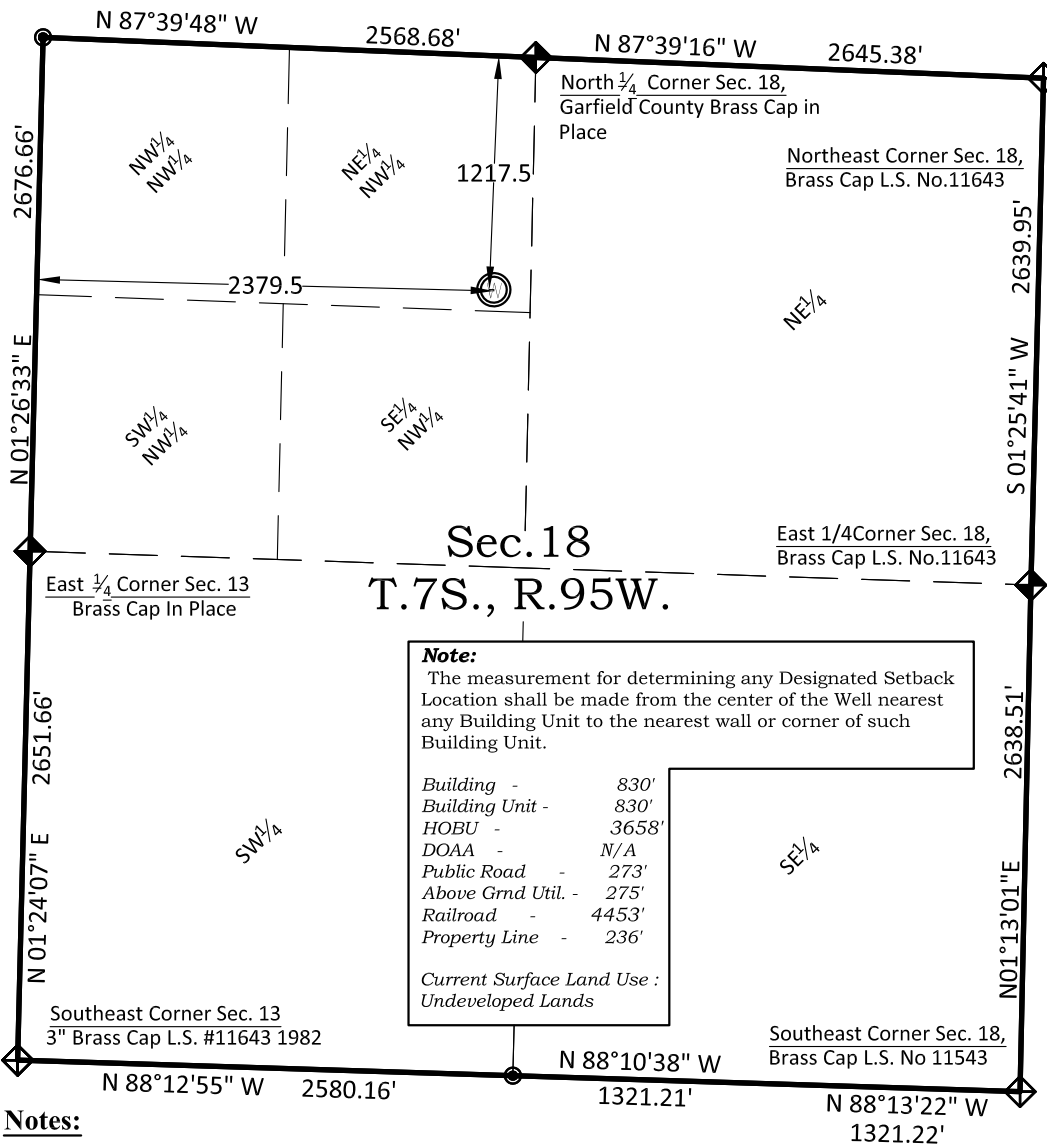 N 87°39'48" W 2568.68' N 87°39'16" W 2645.38'
North 1/4 Corner Sec. 18,
Garfield County Brass Cap in
Place
2676.66'
NW1/4
NW1/4
NE1/4
NW1/4
1217.5
Northeast Corner Sec. 18,
Brass Cap L.S. No.11643
2639.95'
2379.5
W
NE1/4
N 01°26'33" E
S 01°25'41" W
SW1/4
NW1/4
SE1/4
NW1/4
Sec.18
T.7S., R.95W.
East 1/4Corner Sec. 18,
Brass Cap L.S. No.11643
East 1/4 Corner Sec. 13
Brass Cap In Place
Note:
The measurement for determining any Designated Setback
Location shall be made from the center of the Well nearest
any Building Unit to the nearest wall or corner of such
Building Unit.
Building - 830'
Building Unit - 830'
HOBU - 3658'
DOAA - N/A
Public Road - 273'
Above Grnd Util. - 275'
Railroad - 4453'
Property Line - 236'
Current Surface Land Use :
Undeveloped Lands
2651.66'
2638.51'
SW1/4
SE1/4
N 01°24'07" E
N01°13'01"E
Southeast Corner Sec. 13
3" Brass Cap L.S. #11643 1982
Southeast Corner Sec. 18,
Brass Cap L.S. No 11543
N 88°12'55" W 2580.16'
N 88°10'38" W
1321.21'
N 88°13'22" W
1321.22'
Notes: